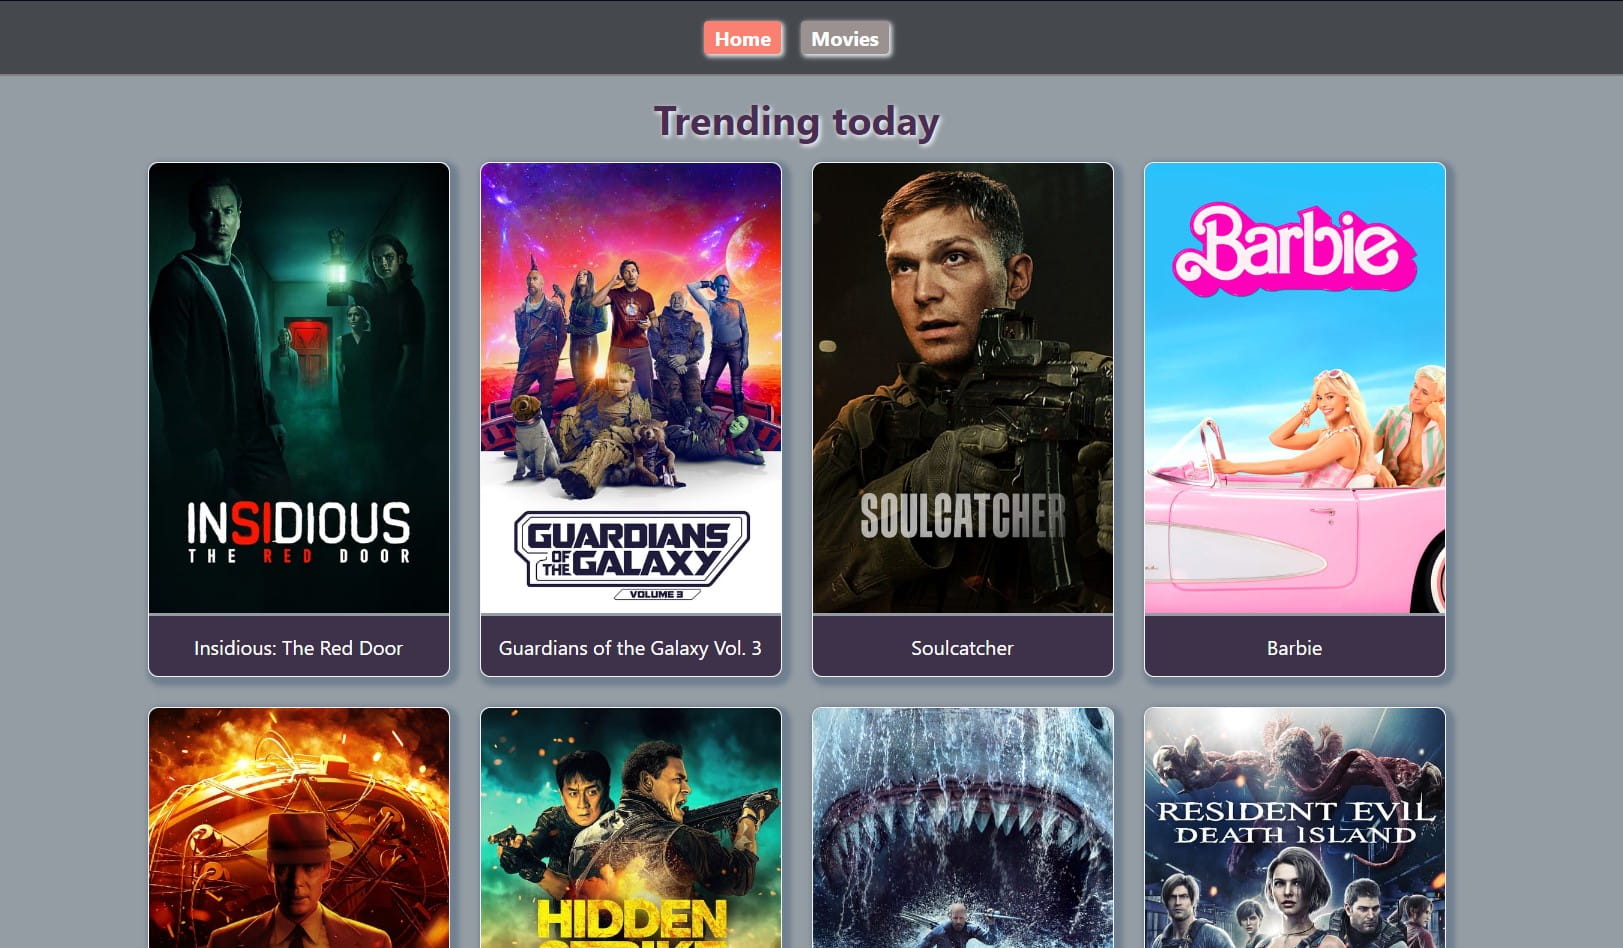 Home Movies
Trending today
INSIDIOUS
THE RED DOOR
GUARDIANS
OF THE GALAXY
VOLUME 3
SOULCATCHER
Barbie
Insidious: The Red Door
Guardians of the Galaxy Vol. 3
Soulcatcher
Barbie
HIDDEN
RESIDENT EVIL
DEATH ISLAND